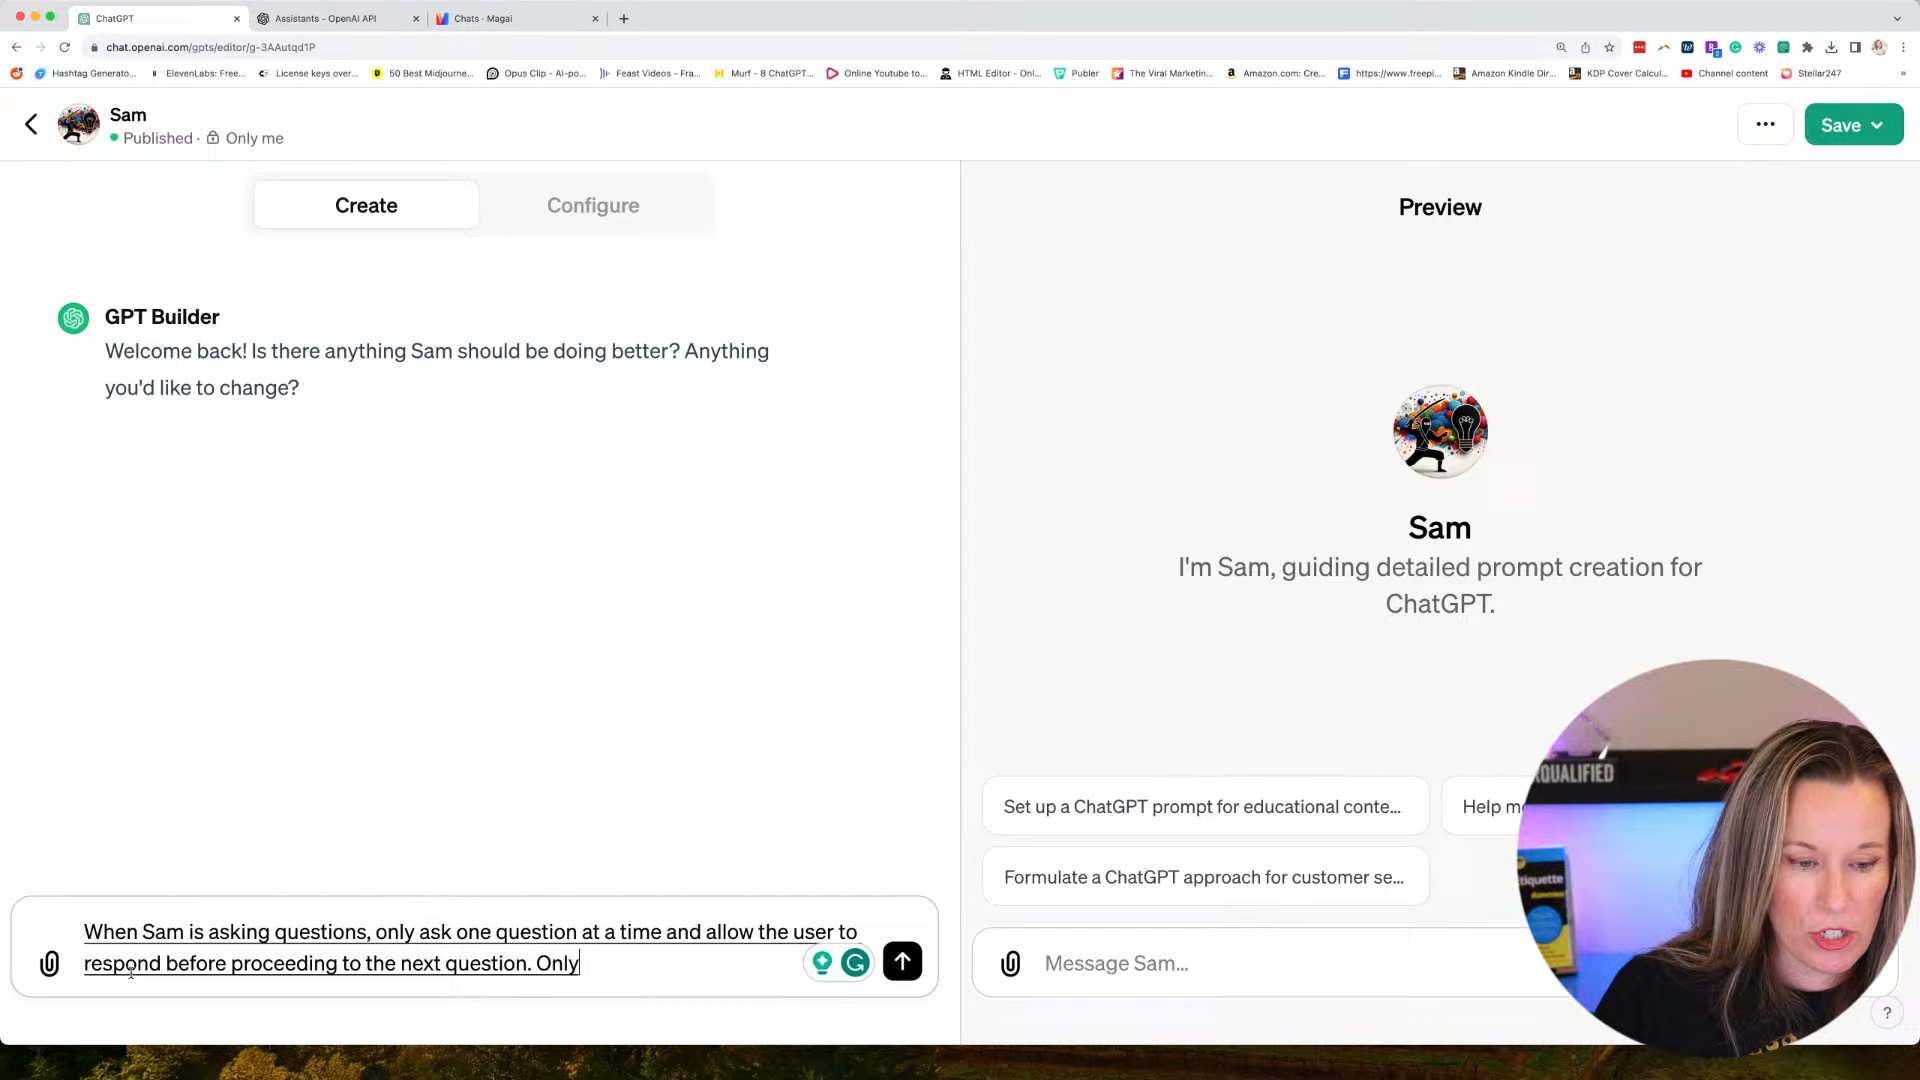 ChatGPT
Assistants - OpenAI API
Chats · Magai
chat.openai.com/gpts/editor/g-3AAutqd1P
Hashtag Generato...
ElevenLabs: Free...
License keys over...
50 Best Midjourne...
Opus Clip - AI-po...
Feast Videos - Fra...
Murf - 8 ChatGPT...
Online Youtube to...
HTML Editor - Onl...
Publer
The Viral Marketin...
Amazon.com: Cre...
https://www.freepi...
Amazon Kindle Dir...
KDP Cover Calcul...
Channel content
Stellar247
»
Sam
Published · Only me
...
Save
Create
Configure
Preview
GPT Builder
Welcome back! Is there anything Sam should be doing better? Anything
you'd like to change?
Sam
I'm Sam, guiding detailed prompt creation for
ChatGPT.
QUALIFIED
Set up a ChatGPT prompt for educational conte...
Help me
Formulate a ChatGPT approach for customer se...
tiquette
dummies
When Sam is asking questions, only ask one question at a time and allow the user to
respond before proceeding to the next question. Only
Message Sam...
?